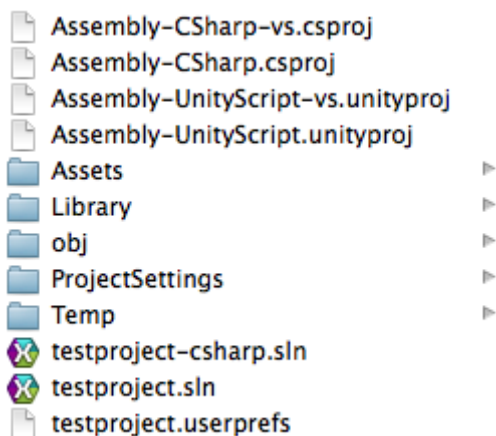 Assembly-CSharp-vs.csproj
Assembly-CSharp.csproj
Assembly-UnityScript-vs.unityproj
Assembly-UnityScript.unityproj
Assets
Library
obj
ProjectSettings
Temp
testproject-csharp.sln
testproject.sln
testproject.userprefs